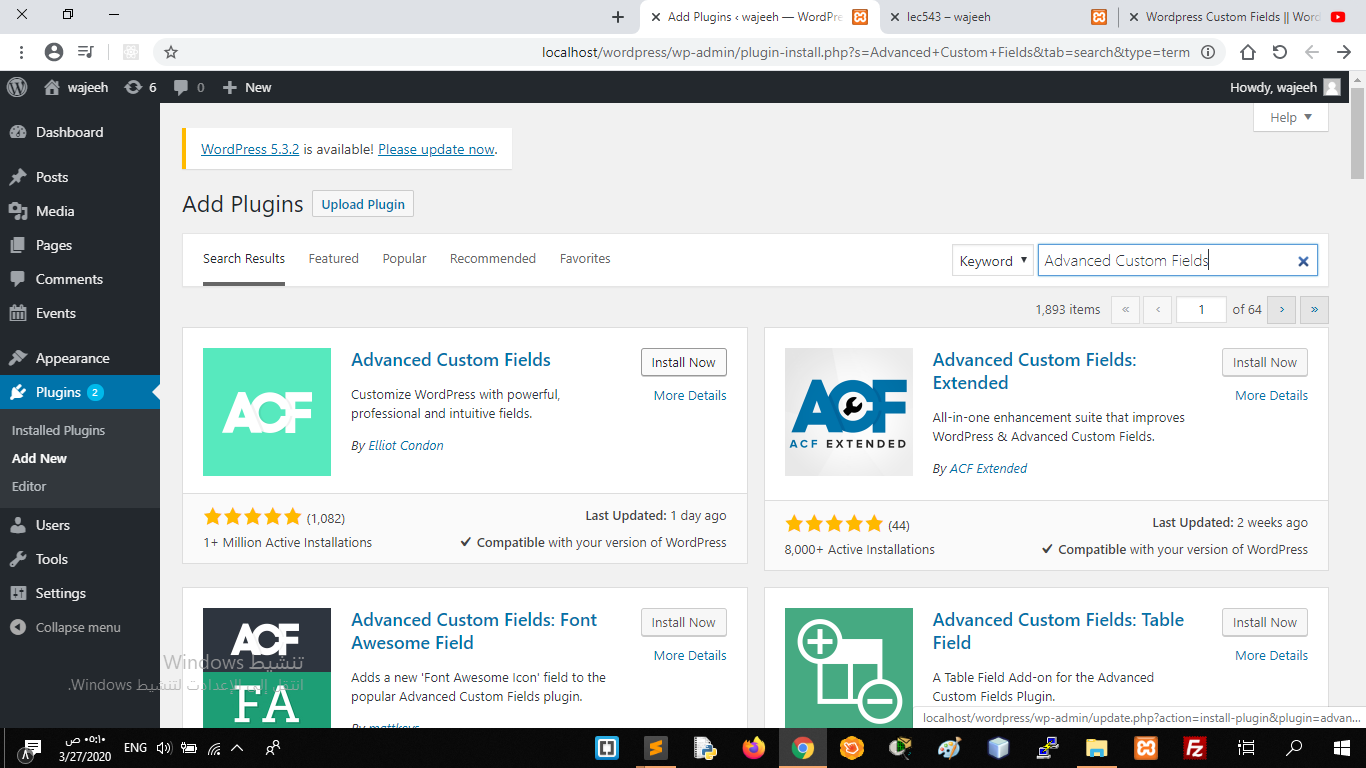 Add Plugins ‹ wajeeh — WordPre
lec543 – wajeeh
Wordpress Custom Fields || Word
localhost/wordpress/wp-admin/plugin-install.php?s=Advanced+Custom+Fields&tab=search&type=term
wajeeh
6
0
New
Howdy, wajeeh
Help
Dashboard
Posts
Media
Pages
Comments
Events
Appearance
Plugins 2
Installed Plugins
Add New
Editor
Users
Tools
Settings
Collapse menu
WordPress 5.3.2 is available! Please update now.
Add Plugins
Upload Plugin
Search Results
Featured
Popular
Recommended
Favorites
Keyword
Advanced Custom Fields
1,893 items
«
‹
1
of 64
›
»
ACF
Advanced Custom Fields
Install Now
More Details
Customize WordPress with powerful,
professional and intuitive fields.
By Elliot Condon
(1,082)
1+ Million Active Installations
Last Updated: 1 day ago
Compatible with your version of WordPress
ACF
ACF EXTENDED
Advanced Custom Fields:
Extended
Install Now
More Details
All-in-one enhancement suite that improves
WordPress & Advanced Custom Fields.
By ACF Extended
(44)
8,000+ Active Installations
Last Updated: 2 weeks ago
Compatible with your version of WordPress
ACF
FA
Advanced Custom Fields: Font
Awesome Field
Install Now
More Details
Adds a new 'Font Awesome Icon' field to the
popular Advanced Custom Fields plugin.
By mattkeys
Advanced Custom Fields: Table
Field
Install Now
More Details
A Table Field Add-on for the Advanced
Custom Fields Plugin.
تنشيط Windows
انتقل إلى الإعدادات لتنشيط Windows.
localhost/wordpress/wp-admin/update.php?action=install-plugin&plugin=advan...
ENG
٠٥:١٠ ص
3/27/2020